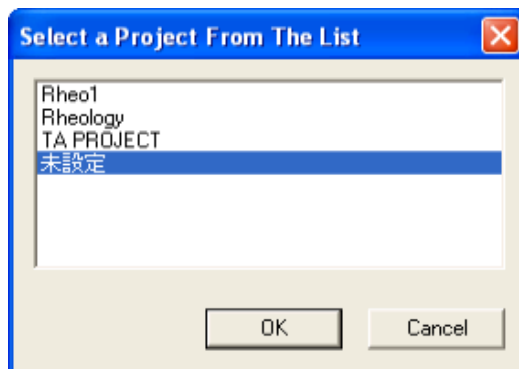 Select a Project From The List
Rheo1
Rheology
TA PROJECT
未設定
OK
Cancel